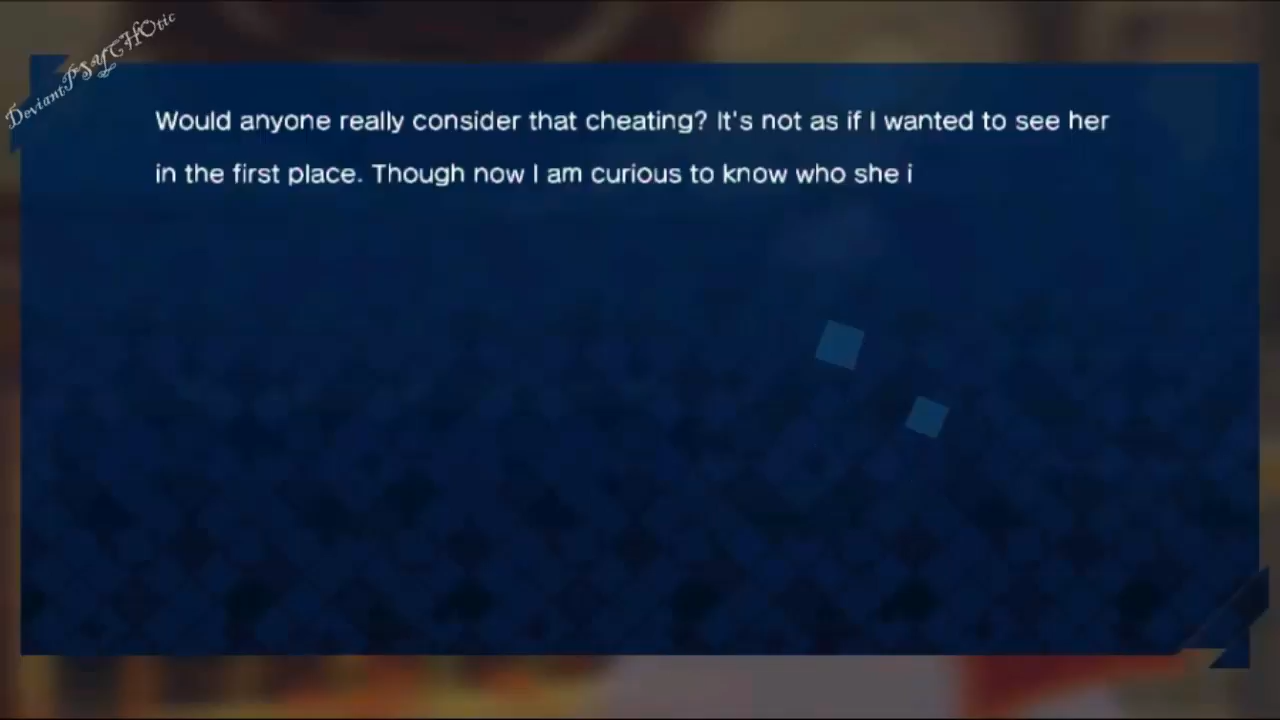 DeviantPSYCHOtic
Would anyone really consider that cheating? It's not as if I wanted to see her
in the first place. Though now I am curious to know who she i